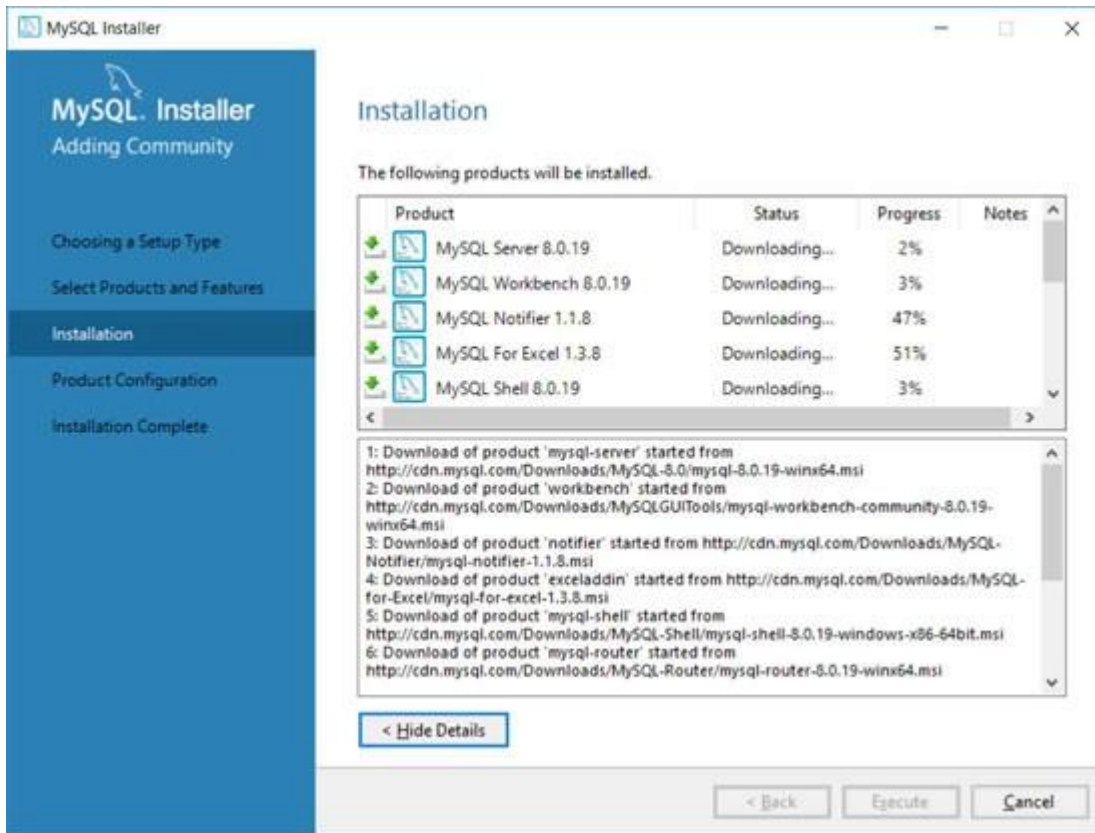 MySQL Installer
MySQL. Installer
Adding Community
Choosing a Setup Type
Select Products and Features
Installation
Product Configuration
Installation Complete
Installation
The following products will be installed.
Product Status Progress Notes
MySQL Server 8.0.19 Downloading... 2%
MySQL Workbench 8.0.19 Downloading... 3%
MySQL Notifier 1.1.8 Downloading... 47%
MySQL For Excel 1.3.8 Downloading... 51%
MySQL Shell 8.0.19 Downloading... 3%
1: Download of product 'mysql-server' started from
http://cdn.mysql.com/Downloads/MySQL-8.0/mysql-8.0.19-winx64.msi
2: Download of product 'workbench' started from
http://cdn.mysql.com/Downloads/MySQLGUITools/mysql-workbench-community-8.0.19-
winx64.msi
3: Download of product 'notifier' started from http://cdn.mysql.com/Downloads/MySQL-
Notifier/mysql-notifier-1.1.8.msi
4: Download of product 'exceladdin' started from http://cdn.mysql.com/Downloads/MySQL-
for-Excel/mysql-for-excel-1.3.8.msi
5: Download of product 'mysql-shell' started from
http://cdn.mysql.com/Downloads/MySQL-Shell/mysql-shell-8.0.19-windows-x86-64bit.msi
6: Download of product 'mysql-router' started from
http://cdn.mysql.com/Downloads/MySQL-Router/mysql-router-8.0.19-winx64.msi
< Hide Details
< Back Execute Cancel